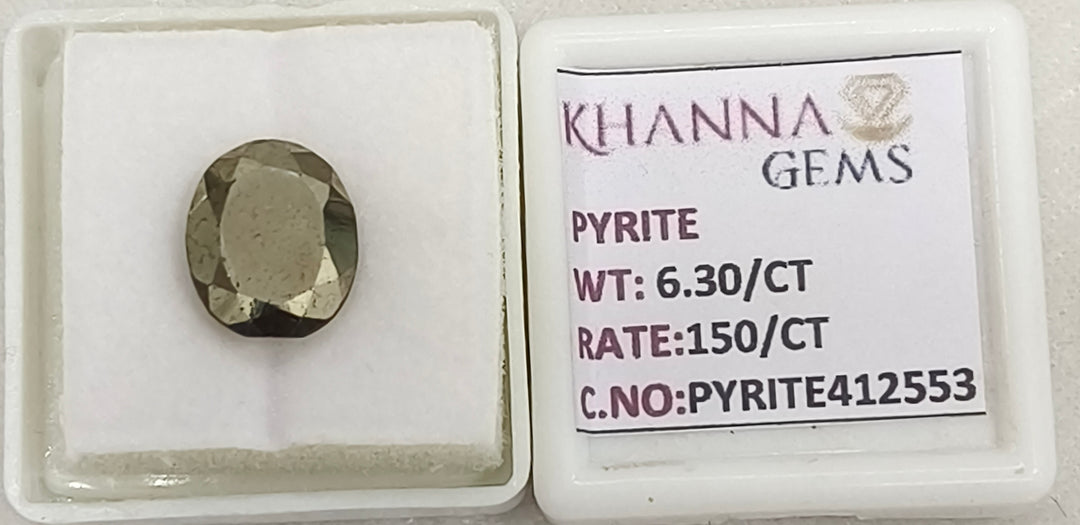 KHANNA
GEMS
PYRITE
WT: 6.30/CT
RATE:150/CT
C.NO:PYRITE412553